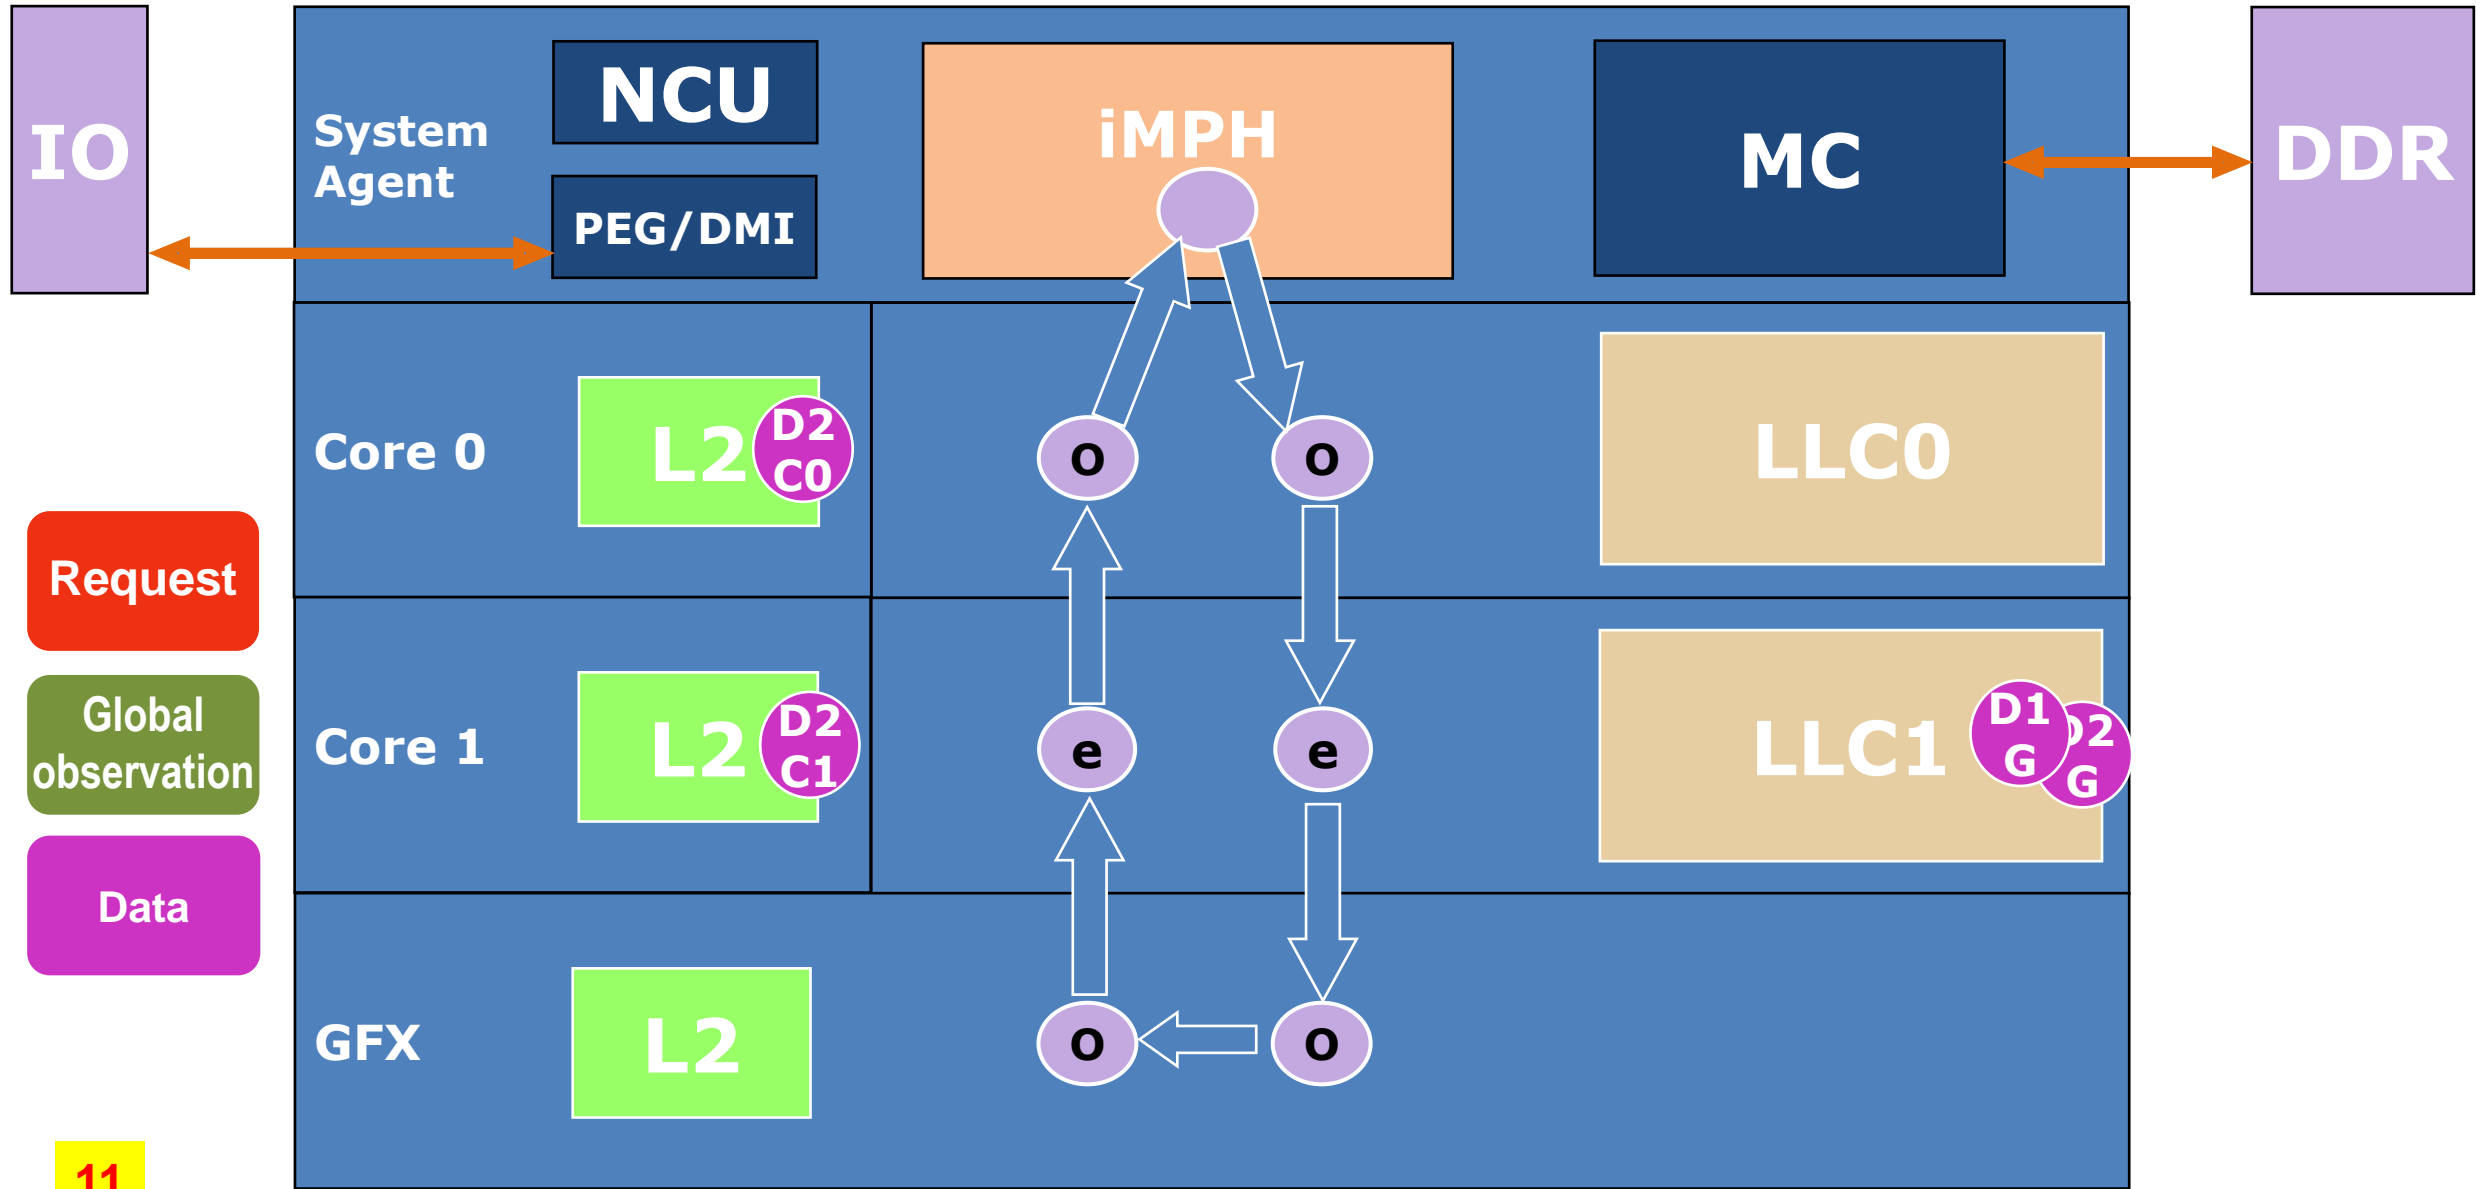 IO
System
Agent
NCU
PEG/DMI
iMPH
MC
DDR
Core 0
L2
D2
C0
O
O
LLC0
Request
Global
observation
Data
Core 1
L2
D2
C1
e
e
LLC1
D1
G
D2
G
GFX
L2
O
O
11